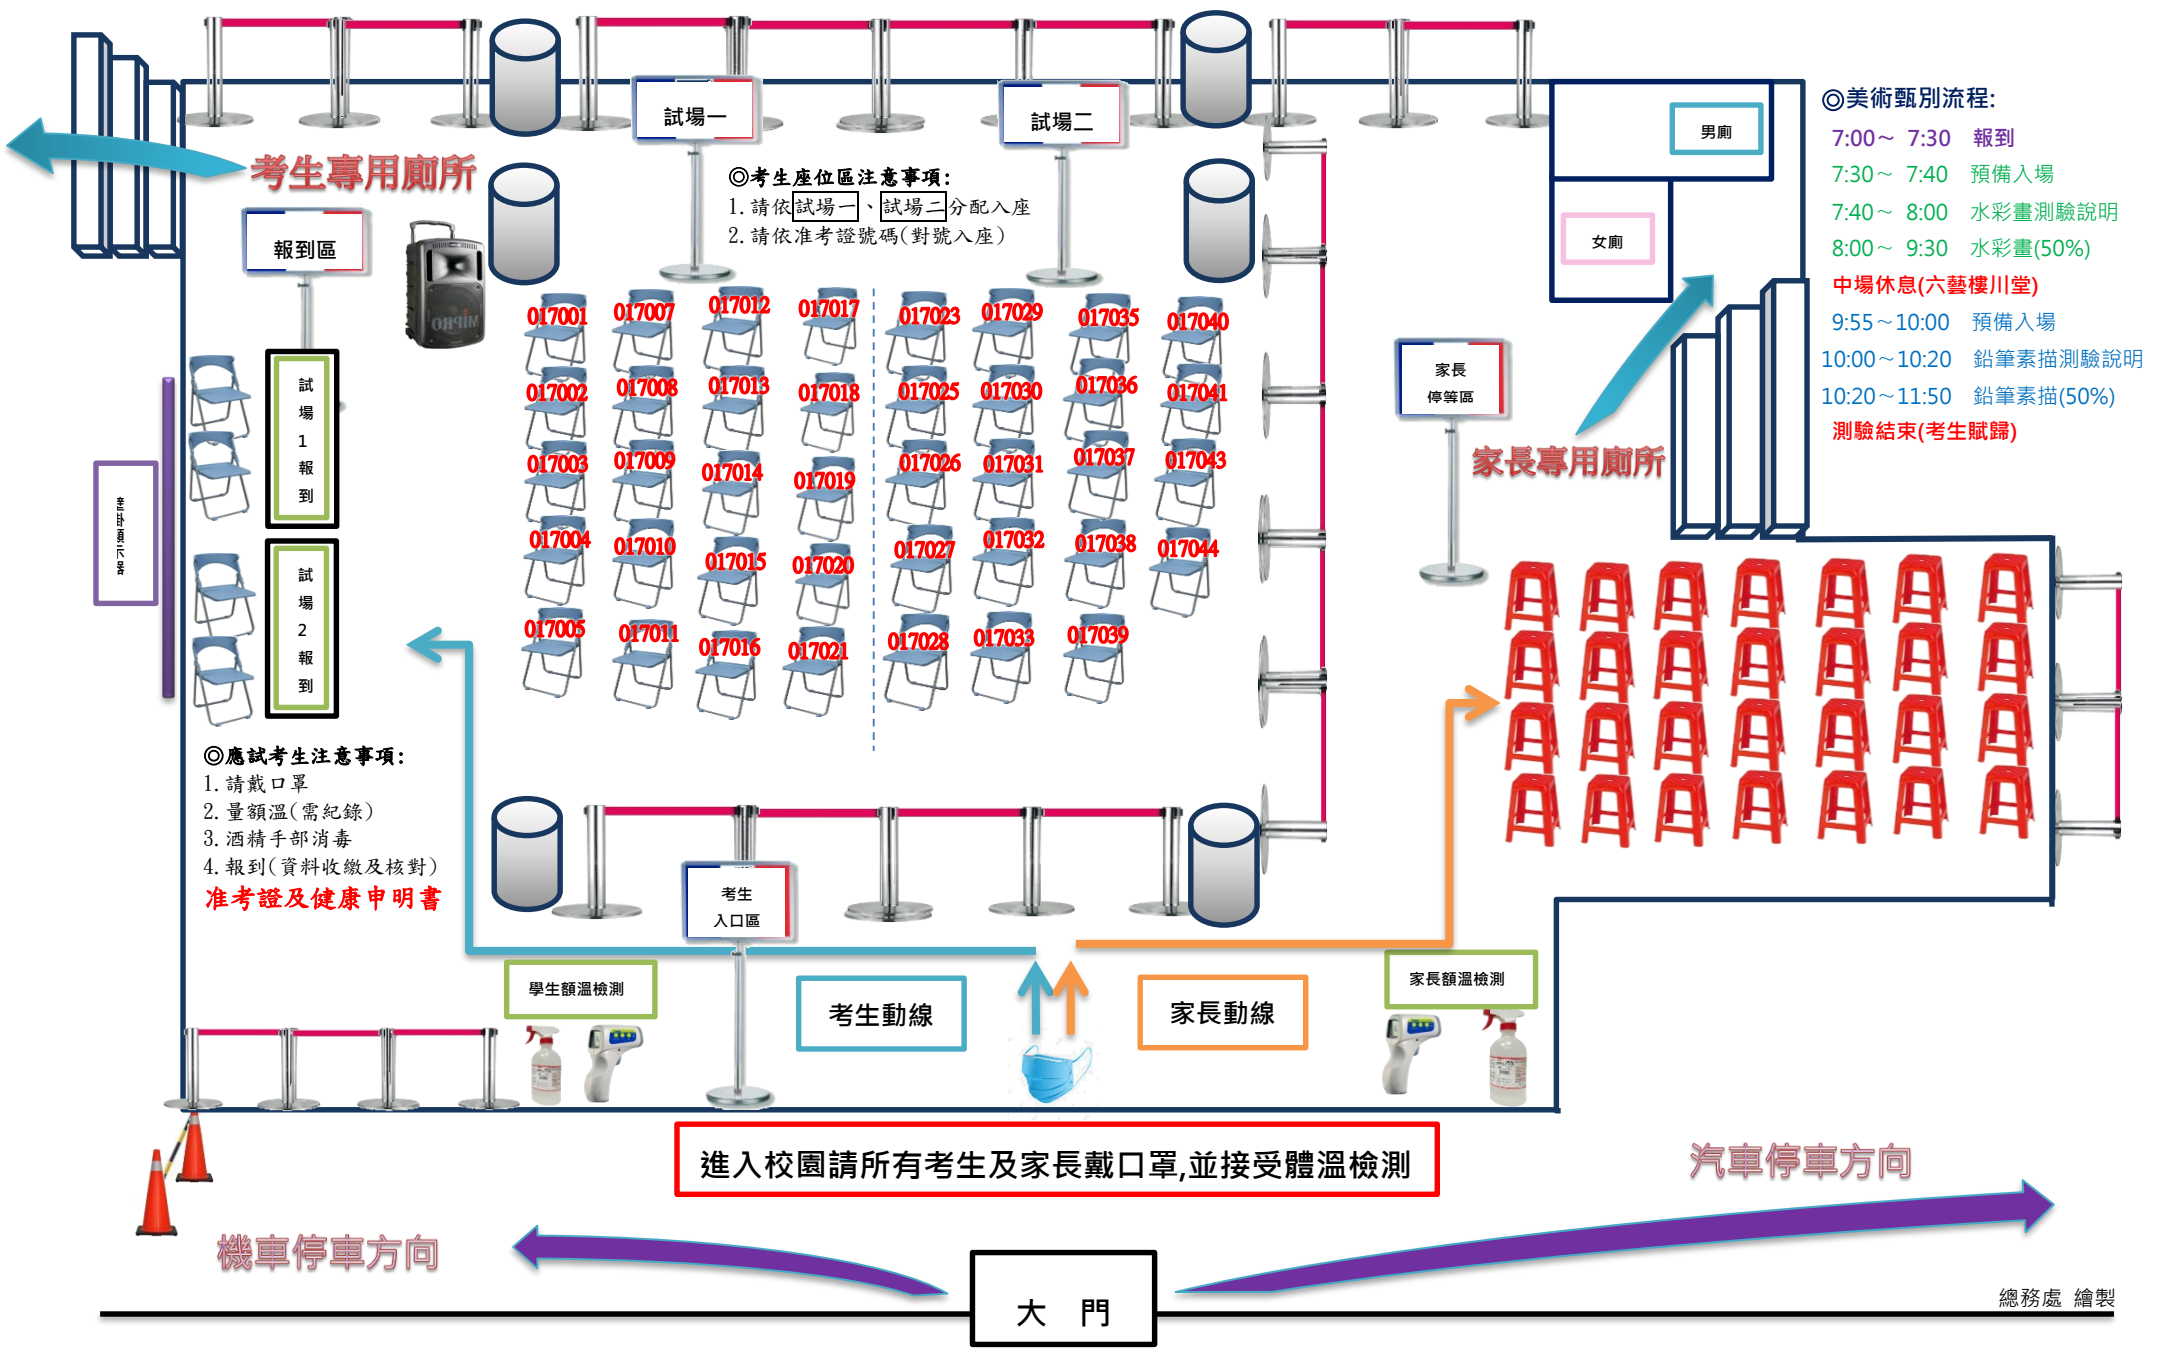 考生專用廁所
報到區
試場一
試場二
◎考生座位區注意事項:
1.請依試場一、試場二分配入座
2.請依准考證號碼(對號入座)
男廁
女廁
◎美術甄別流程:
7:00～ 7:30 報到
7:30～ 7:40 預備入場
7:40～ 8:00 水彩畫測驗說明
8:00～ 9:30 水彩畫(50%)
中場休息(六藝樓川堂)
9:55～10:00 預備入場
10:00～10:20 鉛筆素描測驗說明
10:20～11:50 鉛筆素描(50%)
測驗結束(考生賦歸)
家長
停等區
家長專用廁所
MIPRO
試場1報到
試場2報到
017001 017007 017012 017017 017023 017029 017035 017040
017002 017008 017013 017018 017025 017030 017036 017041
017003 017009 017014 017019 017026 017031 017037 017043
017004 017010 017015 017020 017027 017032 017038 017044
017005 017011 017016 017021 017028 017033 017039
◎應試考生注意事項:
1.請戴口罩
2.量額溫(需紀錄)
3.酒精手部消毒
4.報到(資料收繳及核對)
准考證及健康申明書
考生
入口區
學生額溫檢測
考生動線
家長動線
家長額溫檢測
進入校園請所有考生及家長戴口罩,並接受體溫檢測
汽車停車方向
機車停車方向
大 門
總務處 繪製